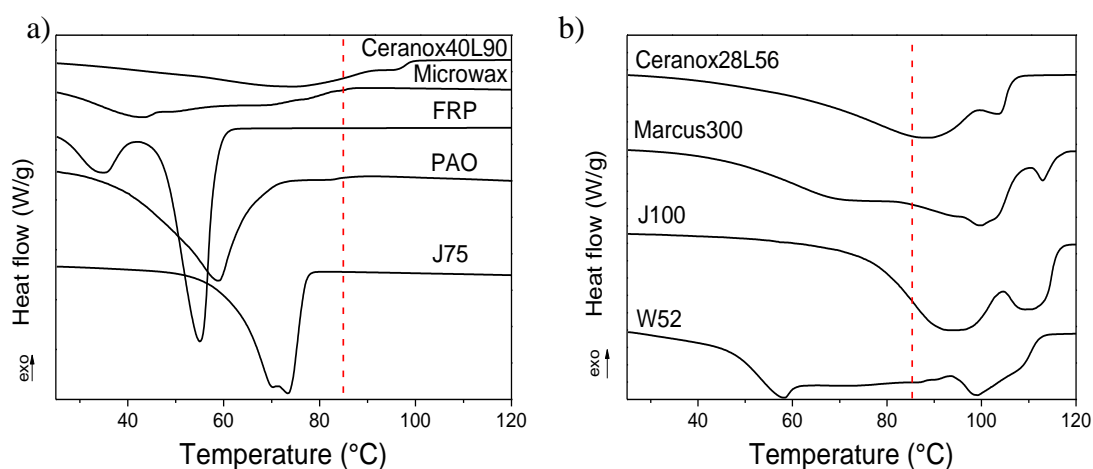 a)
Ceranox40L90
Microwax
FRP
PAO
J75
Heat flow (W/g)
exo
40 60 80 100 120
Temperature (°C)
b)
Ceranox28L56
Marcus300
J100
W52
Heat flow (W/g)
exo
40 60 80 100 120
Temperature (°C)